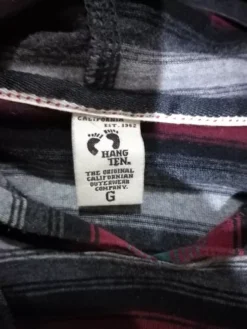 CALIFORNIA
EST. 1962
HANG
TEN.
THE ORIGINAL
CALIFORNIAN
OUTERWEAR
COMPANY.
G